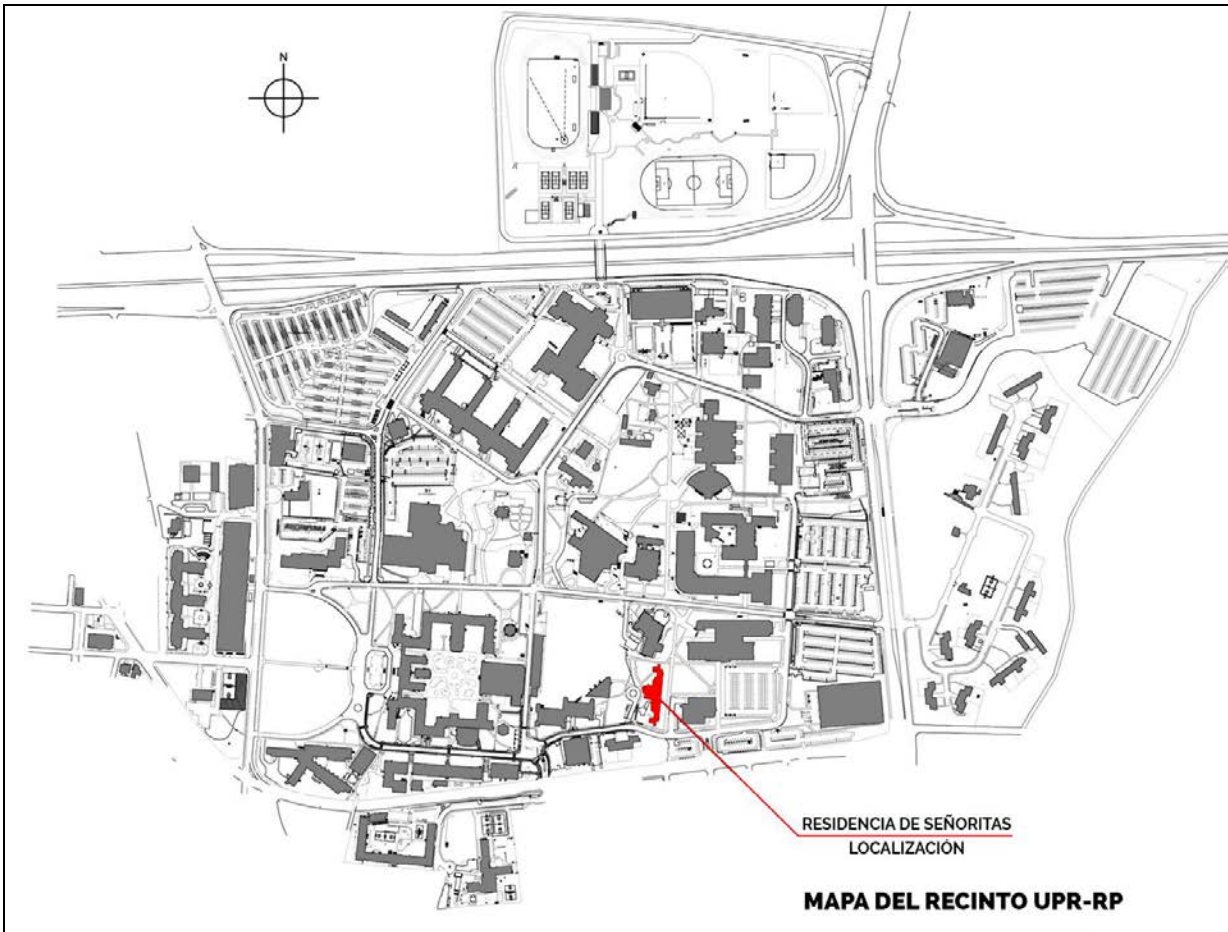 N
RESIDENCIA DE SEÑORITAS
LOCALIZACIÓN
MAPA DEL RECINTO UPR-RP